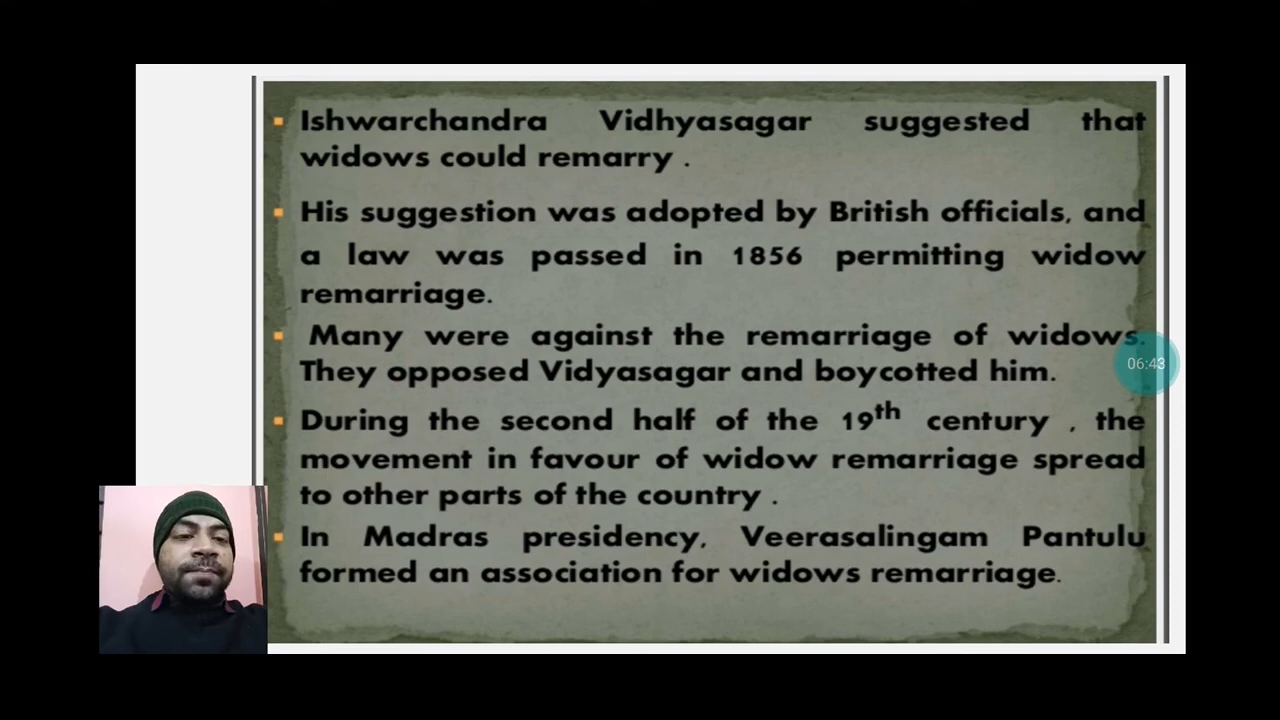 Ishwarchandra Vidhyasagar suggested that
widows could remarry .
His suggestion was adopted by British officials, and
a law was passed in 1856 permitting widow
remarriage.
Many were against the remarriage of widows.
They opposed Vidyasagar and boycotted him.
06:43
During the second half of the 19th century , the
movement in favour of widow remarriage spread
to other parts of the country .
In Madras presidency, Veerasalingam Pantulu
formed an association for widows remarriage.